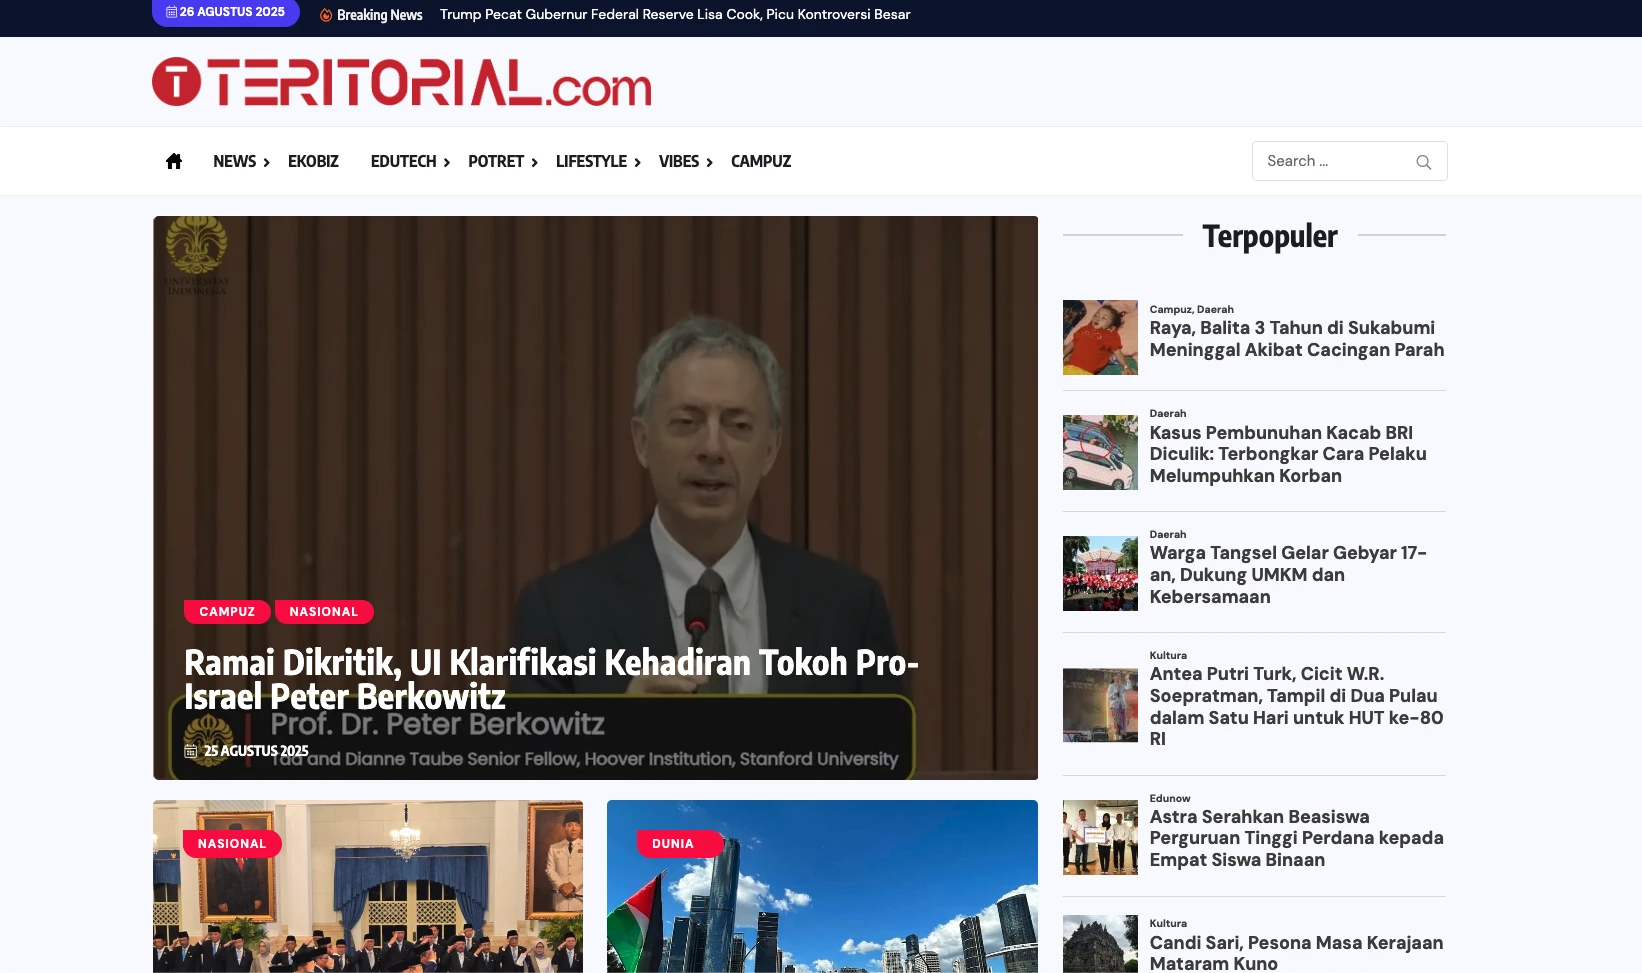 26 AGUSTUS 2025
Breaking News
Trump Pecat Gubernur Federal Reserve Lisa Cook, Picu Kontroversi Besar
T TERITORIAL.com
NEWS
EKOBIZ
EDUTECH
POTRET
LIFESTYLE
VIBES
CAMPUZ
Search ...
UNIVERSITAS
INDONESIA
CAMPUZ
NASIONAL
Ramai Dikritik, UI Klarifikasi Kehadiran Tokoh Pro-
Israel Peter Berkowitz
Prof. Dr. Peter Berkowitz
25 AGUSTUS 2025
Tad and Dianne Taube Senior Fellow, Hoover Institution, Stanford University
NASIONAL
DUNIA
Terpopuler
Campuz, Daerah
Raya, Balita 3 Tahun di Sukabumi
Meninggal Akibat Cacingan Parah
Daerah
Kasus Pembunuhan Kacab BRI
Diculik: Terbongkar Cara Pelaku
Melumpuhkan Korban
Daerah
Warga Tangsel Gelar Gebyar 17-
an, Dukung UMKM dan
Kebersamaan
Kultura
Antea Putri Turk, Cicit W.R.
Soepratman, Tampil di Dua Pulau
dalam Satu Hari untuk HUT ke-80
RI
Edunow
Astra Serahkan Beasiswa
Perguruan Tinggi Perdana kepada
Empat Siswa Binaan
Kultura
Candi Sari, Pesona Masa Kerajaan
Mataram Kuno